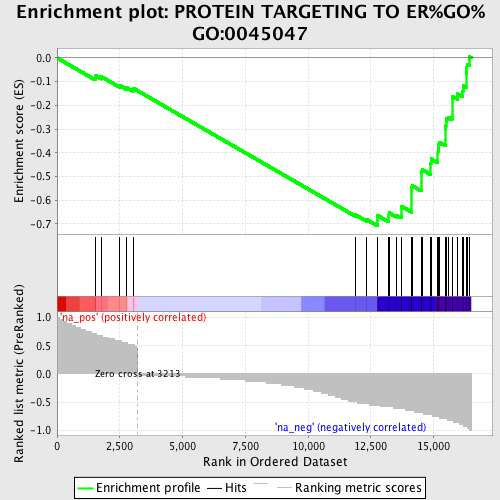 Enrichment plot: PROTEIN TARGETING TO ER%GO%
GO:0045047
Enrichment score (ES)
0.0
-0.1
-0.2
-0.3
-0.4
-0.5
-0.6
-0.7
Ranked list metric (PreRanked)
1.0
0.5
0.0
-0.5
-1.0
'na_pos' (positively correlated)
Zero cross at 3213
'na_neg' (negatively correlated)
0 2,500 5,000 7,500 10,000 12,500 15,000
Rank in Ordered Dataset
Enrichment profile Hits Ranking metric scores